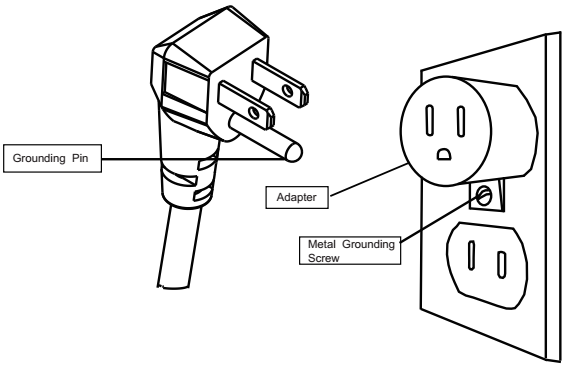 Grounding Pin
Adapter
Metal Grounding
Screw